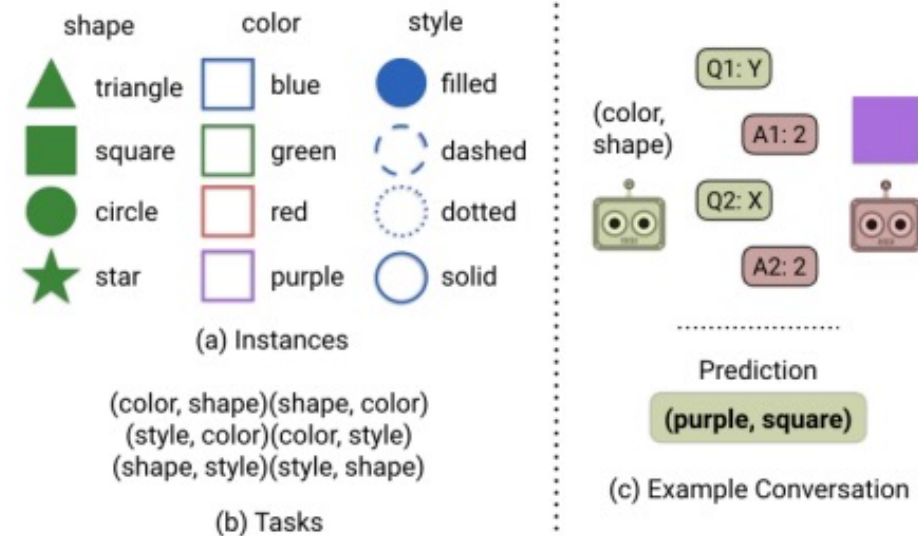 shape color style
triangle blue filled
square green dashed
circle red dotted
star purple solid
(a) Instances
(color, shape)(shape, color)
(style, color)(color, style)
(shape, style)(style, shape)
(b) Tasks
Q1: Y
(color,
shape)
A1: 2
Q2: X
A2: 2
Prediction
(purple, square)
(c) Example Conversation